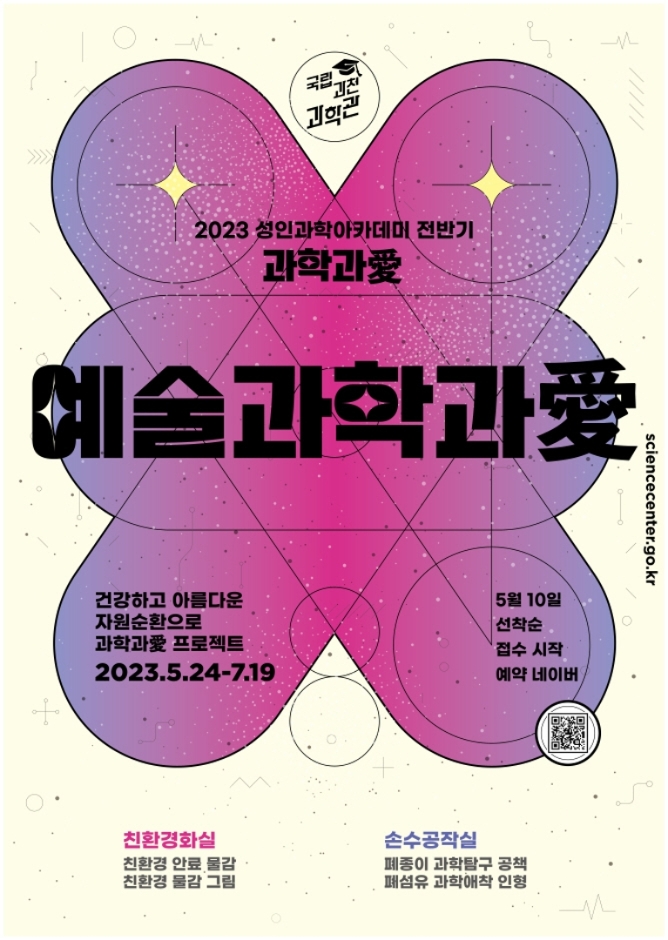 국립
과천
과학관
2023 성인과학아카데머 전반기
과학과愛
예술과학과愛
sciencecenter.go.kr
건강하고 아름다운
자원순환으로
과학과愛 프로젝트
2023.5.24-7.19
5월 10일
선착순
접수 시작
예약 네이버
친환경화실
친환경 안료 물감
친환경 물감 그림
손수공작실
폐종이 과학탐구 공책
폐섬유 과학애착 인형